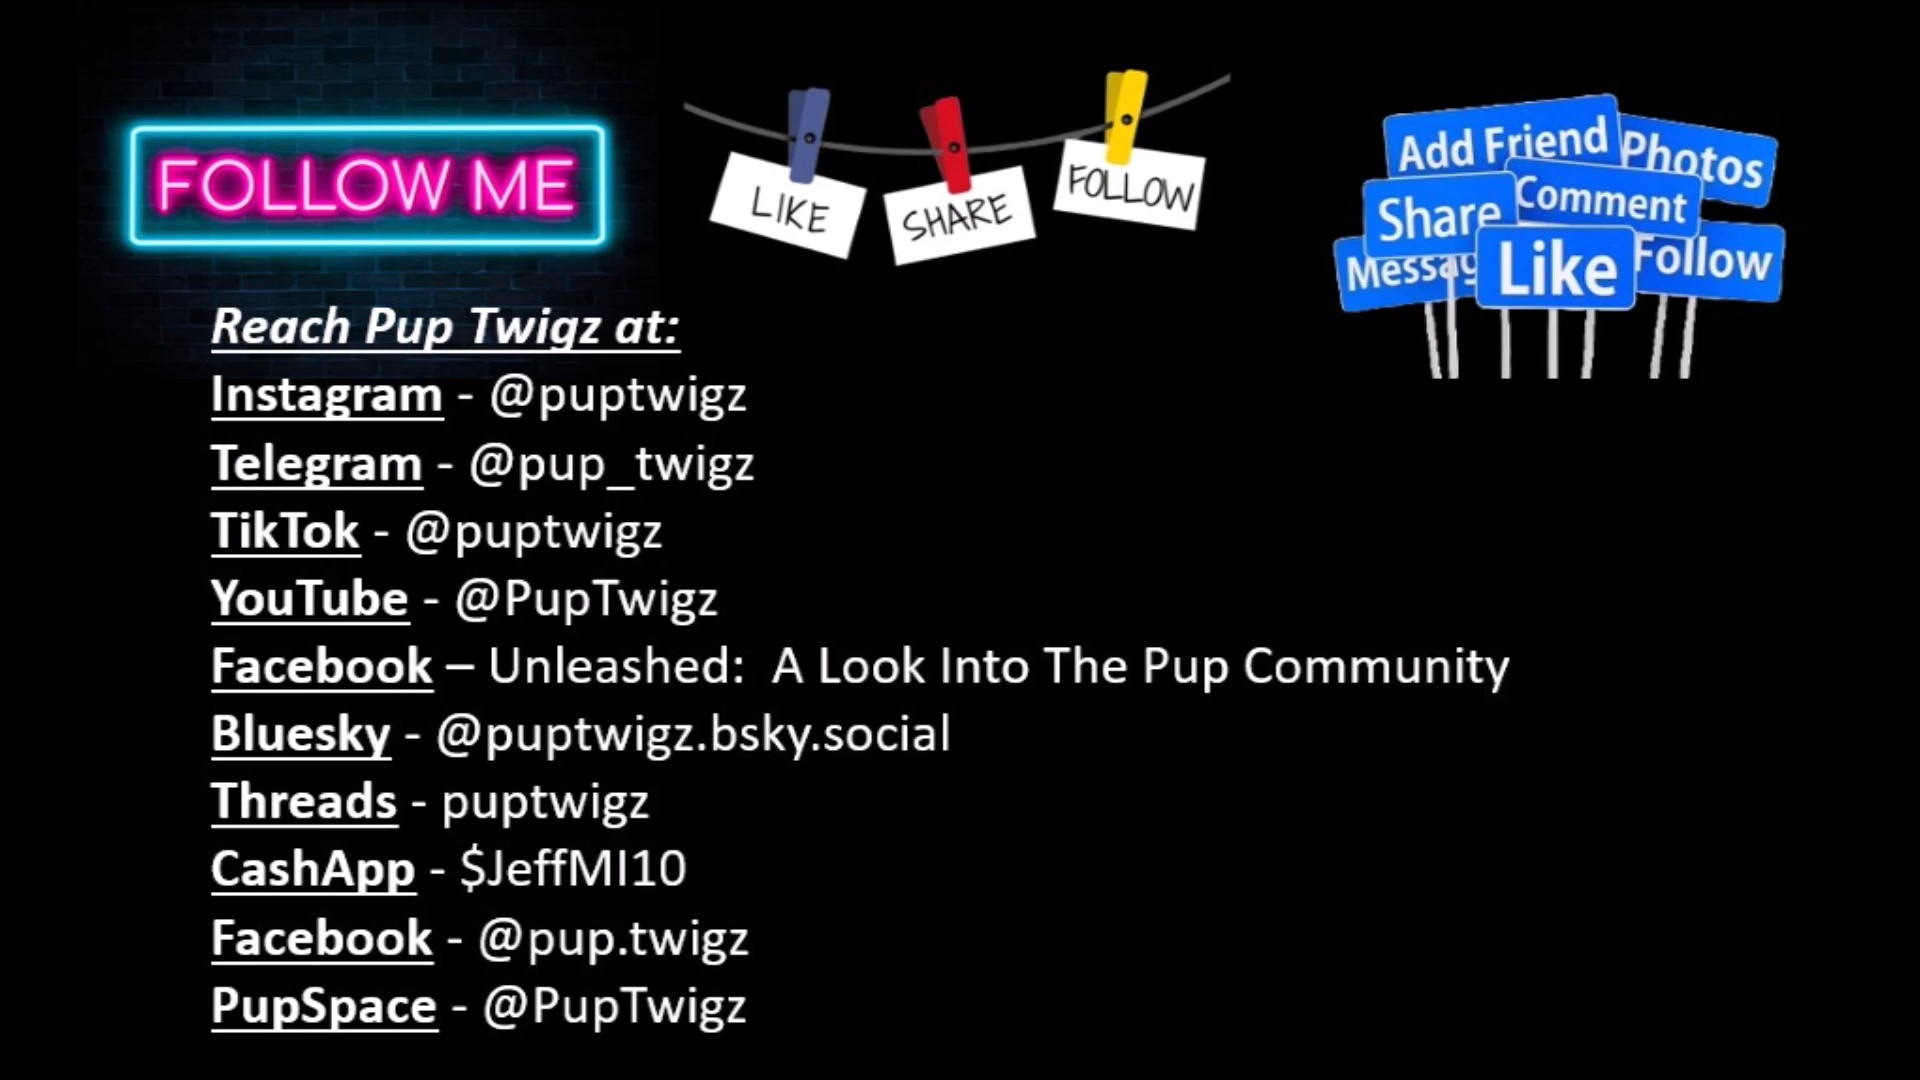 FOLLOW ME
LIKE
SHARE
FOLLOW
Add Friend
Photos
Share
Comment
Messag
Like
Follow
Reach Pup Twigz at:
Instagram - @puptwigz
Telegram - @pup_twigz
TikTok - @puptwigz
YouTube - @PupTwigz
Facebook – Unleashed:  A Look Into The Pup Community
Bluesky - @puptwigz.bsky.social
Threads - puptwigz
CashApp - $JeffMI10
Facebook - @pup.twigz
PupSpace - @PupTwigz